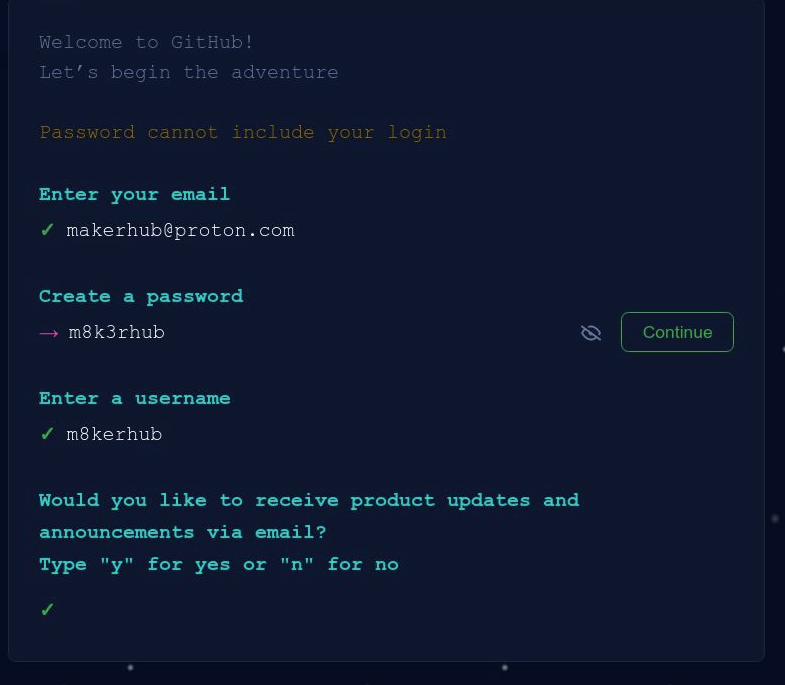 Welcome to GitHub!
Let’s begin the adventure
Password cannot include your login
Enter your email
✓ makerhub@proton.com
Create a password
→ m8k3rhub
Continue
Enter a username
✓ m8kerhub
Would you like to receive product updates and
announcements via email?
Type "y" for yes or "n" for no
✓